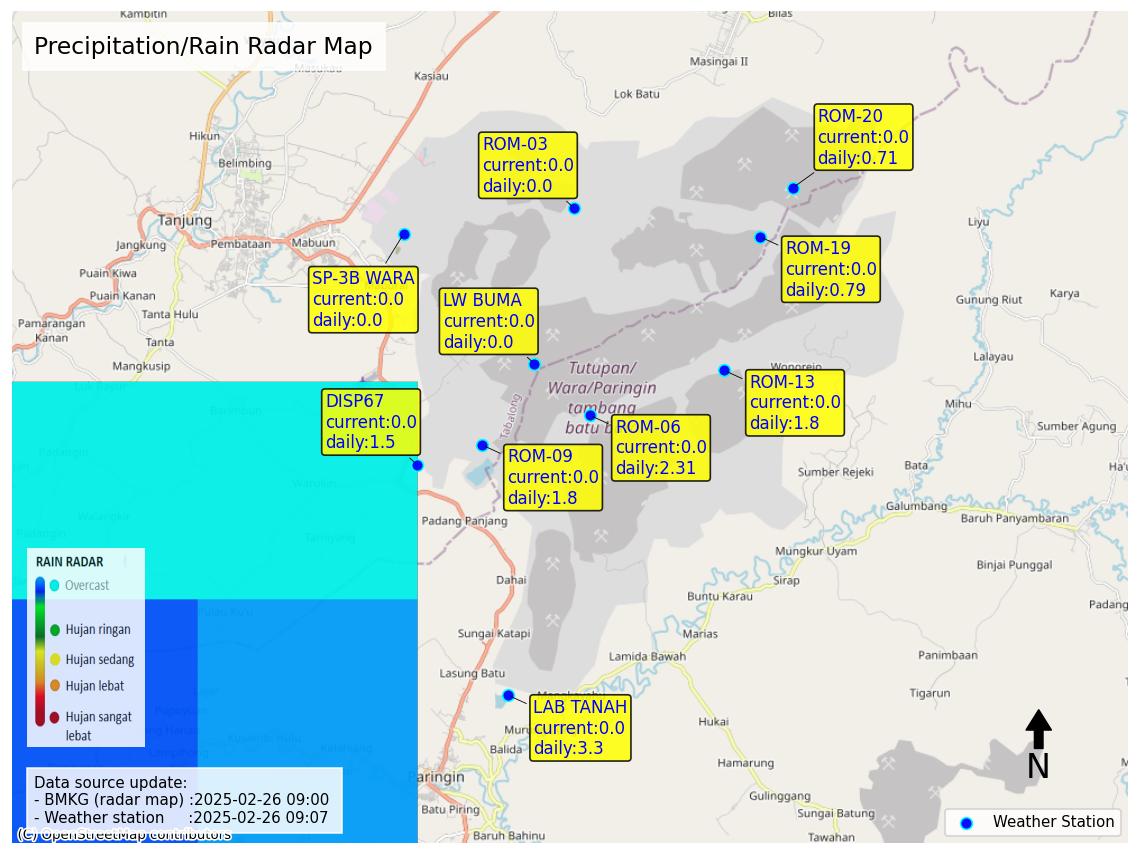 Kambitin
Bilas
Precipitation/Rain Radar Map
Masukau
Kasiau
Masingai II
Lok Batu
Hikun
Belimbing
ROM-20
current:0.0
daily:0.71
ROM-03
current:0.0
daily:0.0
Tanjung
Jangkung
Pembataan
Mabuun
Liyu
ROM-19
current:0.0
daily:0.79
Puain Kiwa
Puain Kanan
SP-3B WARA
current:0.0
daily:0.0
LW BUMA
current:0.0
daily:0.0
Gunung Riut
Karya
Tanta Hulu
Pamarangan
Kanan
Tanta
Mangkusip
Lalayau
Wonorejo
Tutupan/
Wara/Paringin
tambang
batu b
Tabalong
ROM-13
current:0.0
daily:1.8
Mihu
DISP67
current:0.0
daily:1.5
Barimbun
ROM-06
current:0.0
daily:2.31
Sumber Agung
ROM-09
current:0.0
daily:1.8
Padangin
Warukin
Sumber Rejeki
Bata
Ha'u
Galumbang
Baruh Panyambaran
Walangkir
Padang Panjang
Padangin
Tamiyang
Mungkur Uyam
Binjai Punggal
RAIN RADAR
Overcast
Hujan ringan
Hujan sedang
Hujan lebat
Hujan sangat
lebat
Dahai
Sirap
Buntu Karau
Padang
Pulau Ku'u
Sungai Katapi
Marias
Lamida Bawah
Panimbaan
Lasung Batu
Tigarun
LAB TANAH
current:0.0
daily:3.3
Muru
Balida
Hukai
Hamarung
N
Paringin
Gulinggang
Data source update:
- BMKG (radar map) :2025-02-26 09:00
- Weather station :2025-02-26 09:07
Batu Piring
Sungai Batung
Weather Station
(C) OpenStreetMap contributors
Baruh Bahinu
Tawahan